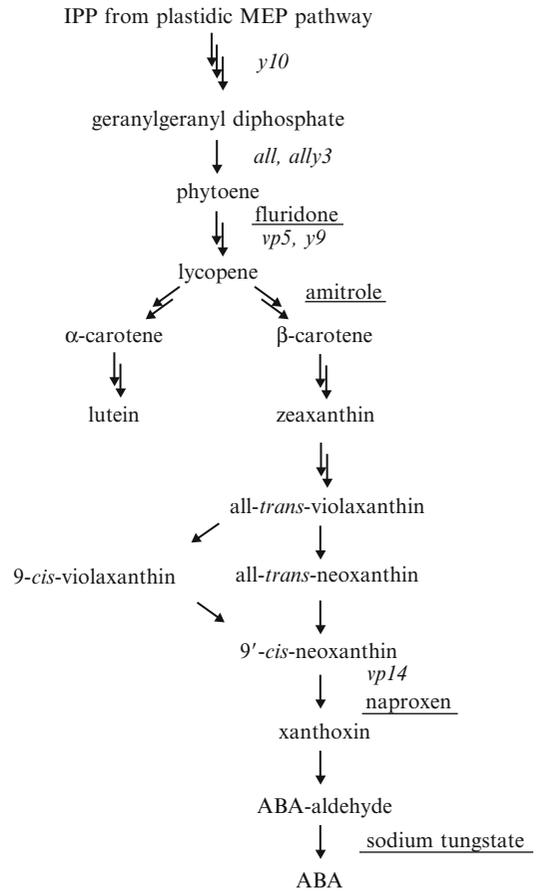 IPP from plastidic MEP pathway
y10
geranylgeranyl diphosphate
all, ally3
phytoene
fluridone
vp5, y9
lycopene
amitrole
α-carotene
β-carotene
lutein
zeaxanthin
all-trans-violaxanthin
9-cis-violaxanthin
all-trans-neoxanthin
9′-cis-neoxanthin
vp14
naproxen
xanthoxin
ABA-aldehyde
sodium tungstate
ABA